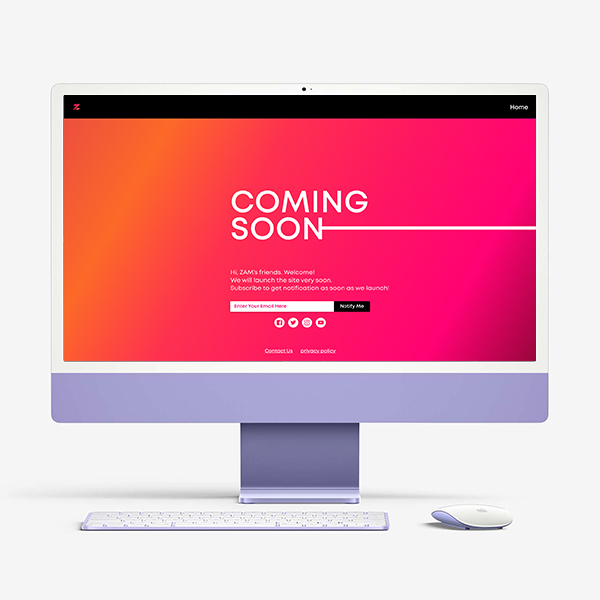 Home
COMING
SOON
Hi, ZAM's friends. Welcome!
We will launch the site very soon.
Subscribe to get notification as soon as we launch!
Enter Your Email Here
Notify Me
Contact Us
privacy policy